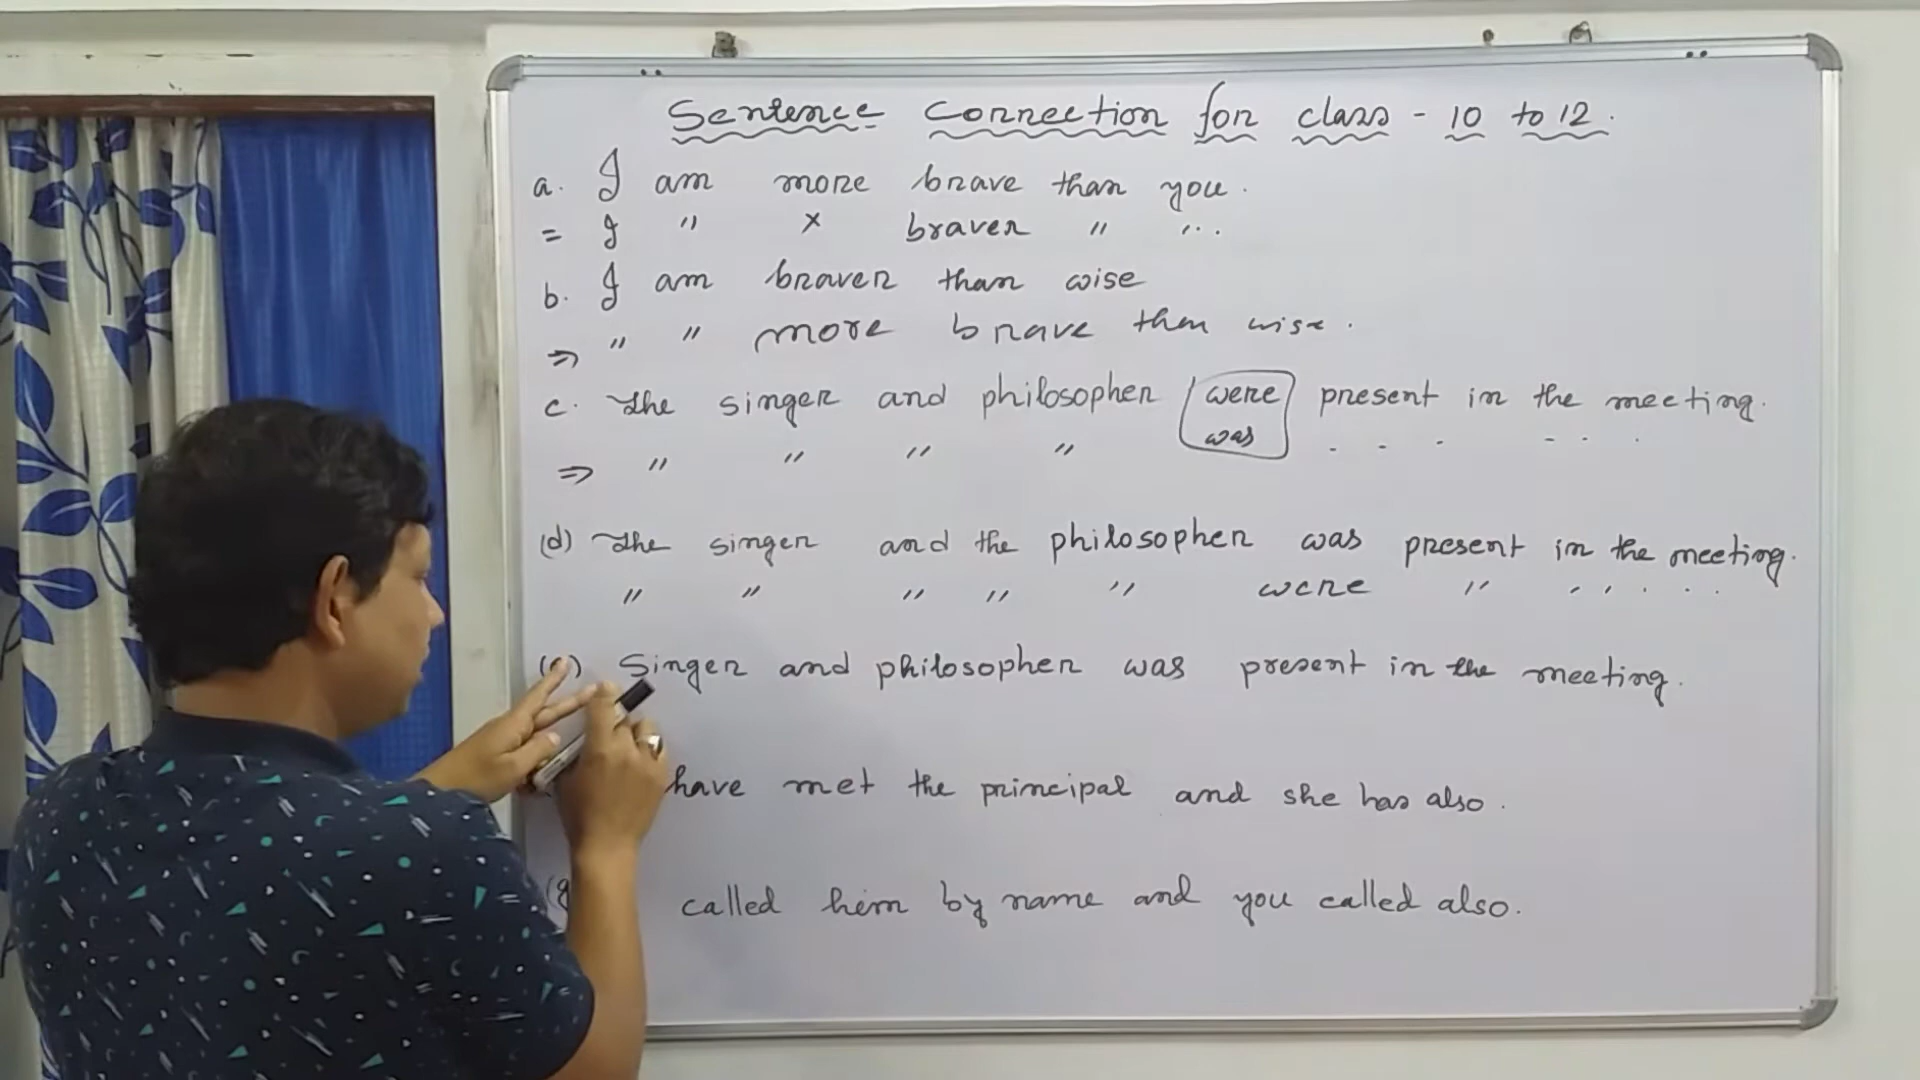 Sentence Connection for class - 10 to 12.
a. I am more brave than you.
= I " × braver " "..
b. I am braver than wise
⇒ " " more brave then wise.
c. The singer and philosopher were present in the meeting.
⇒ " " " " was - - - - - -
(d) The singer and the philosopher was present in the meeting.
" " " " " were " " . . . .
(e) Singer and philosopher was present in the meeting.
have met the principal and she has also.
(g called him by name and you called also.